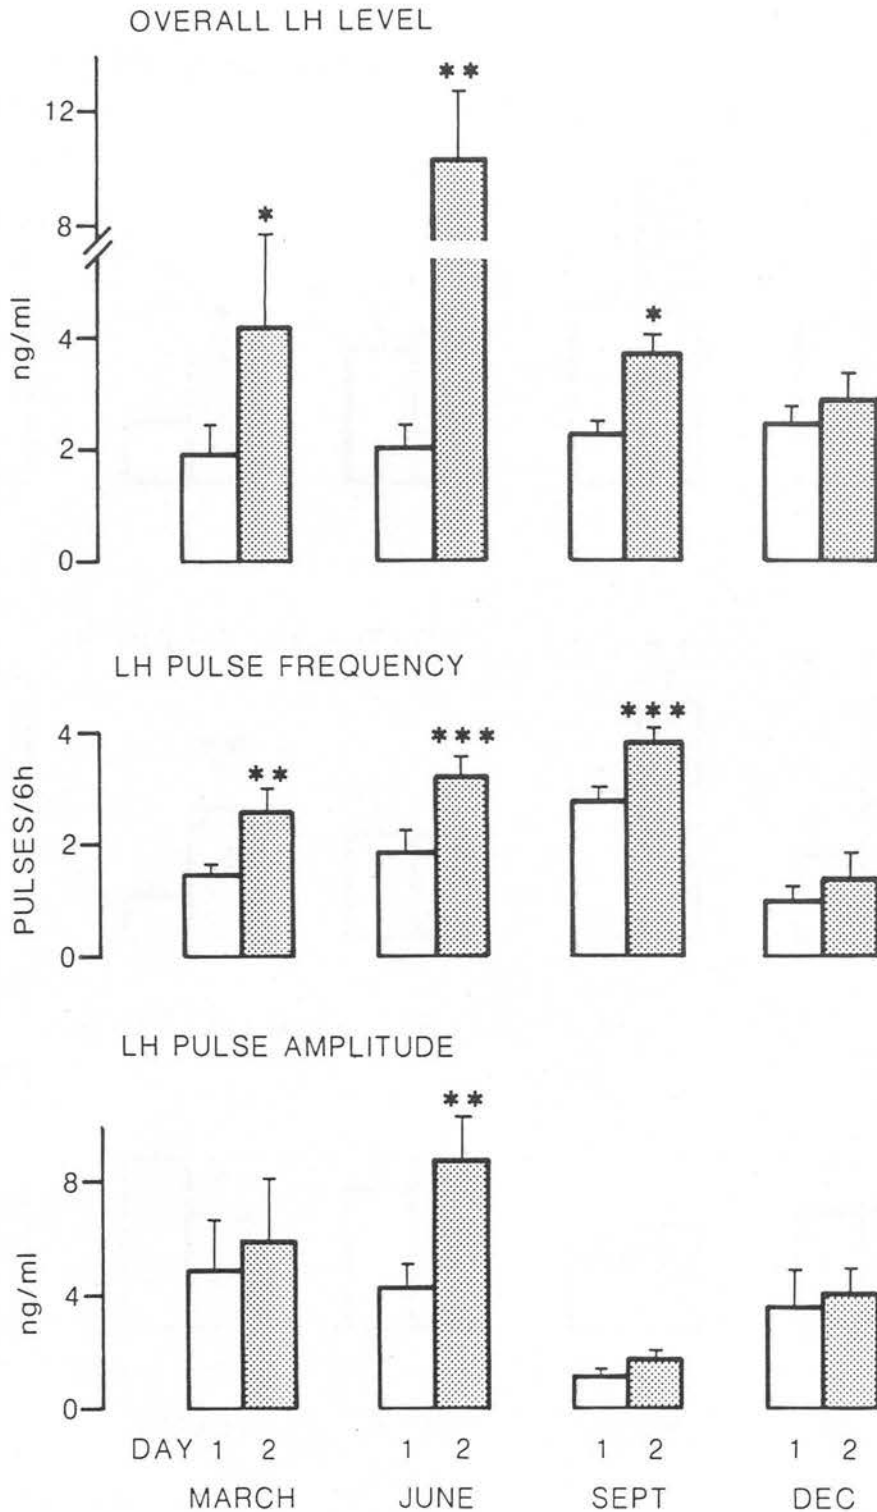 OVERALL LH LEVEL
**
12
*
8
ng/ml
*
4
2
0
LH PULSE FREQUENCY
***
***
4
**
PULSES/6h
2
0
LH PULSE AMPLITUDE
**
8
ng/ml
4
0
DAY 1 2 1 2 1 2 1 2
MARCH JUNE SEPT DEC